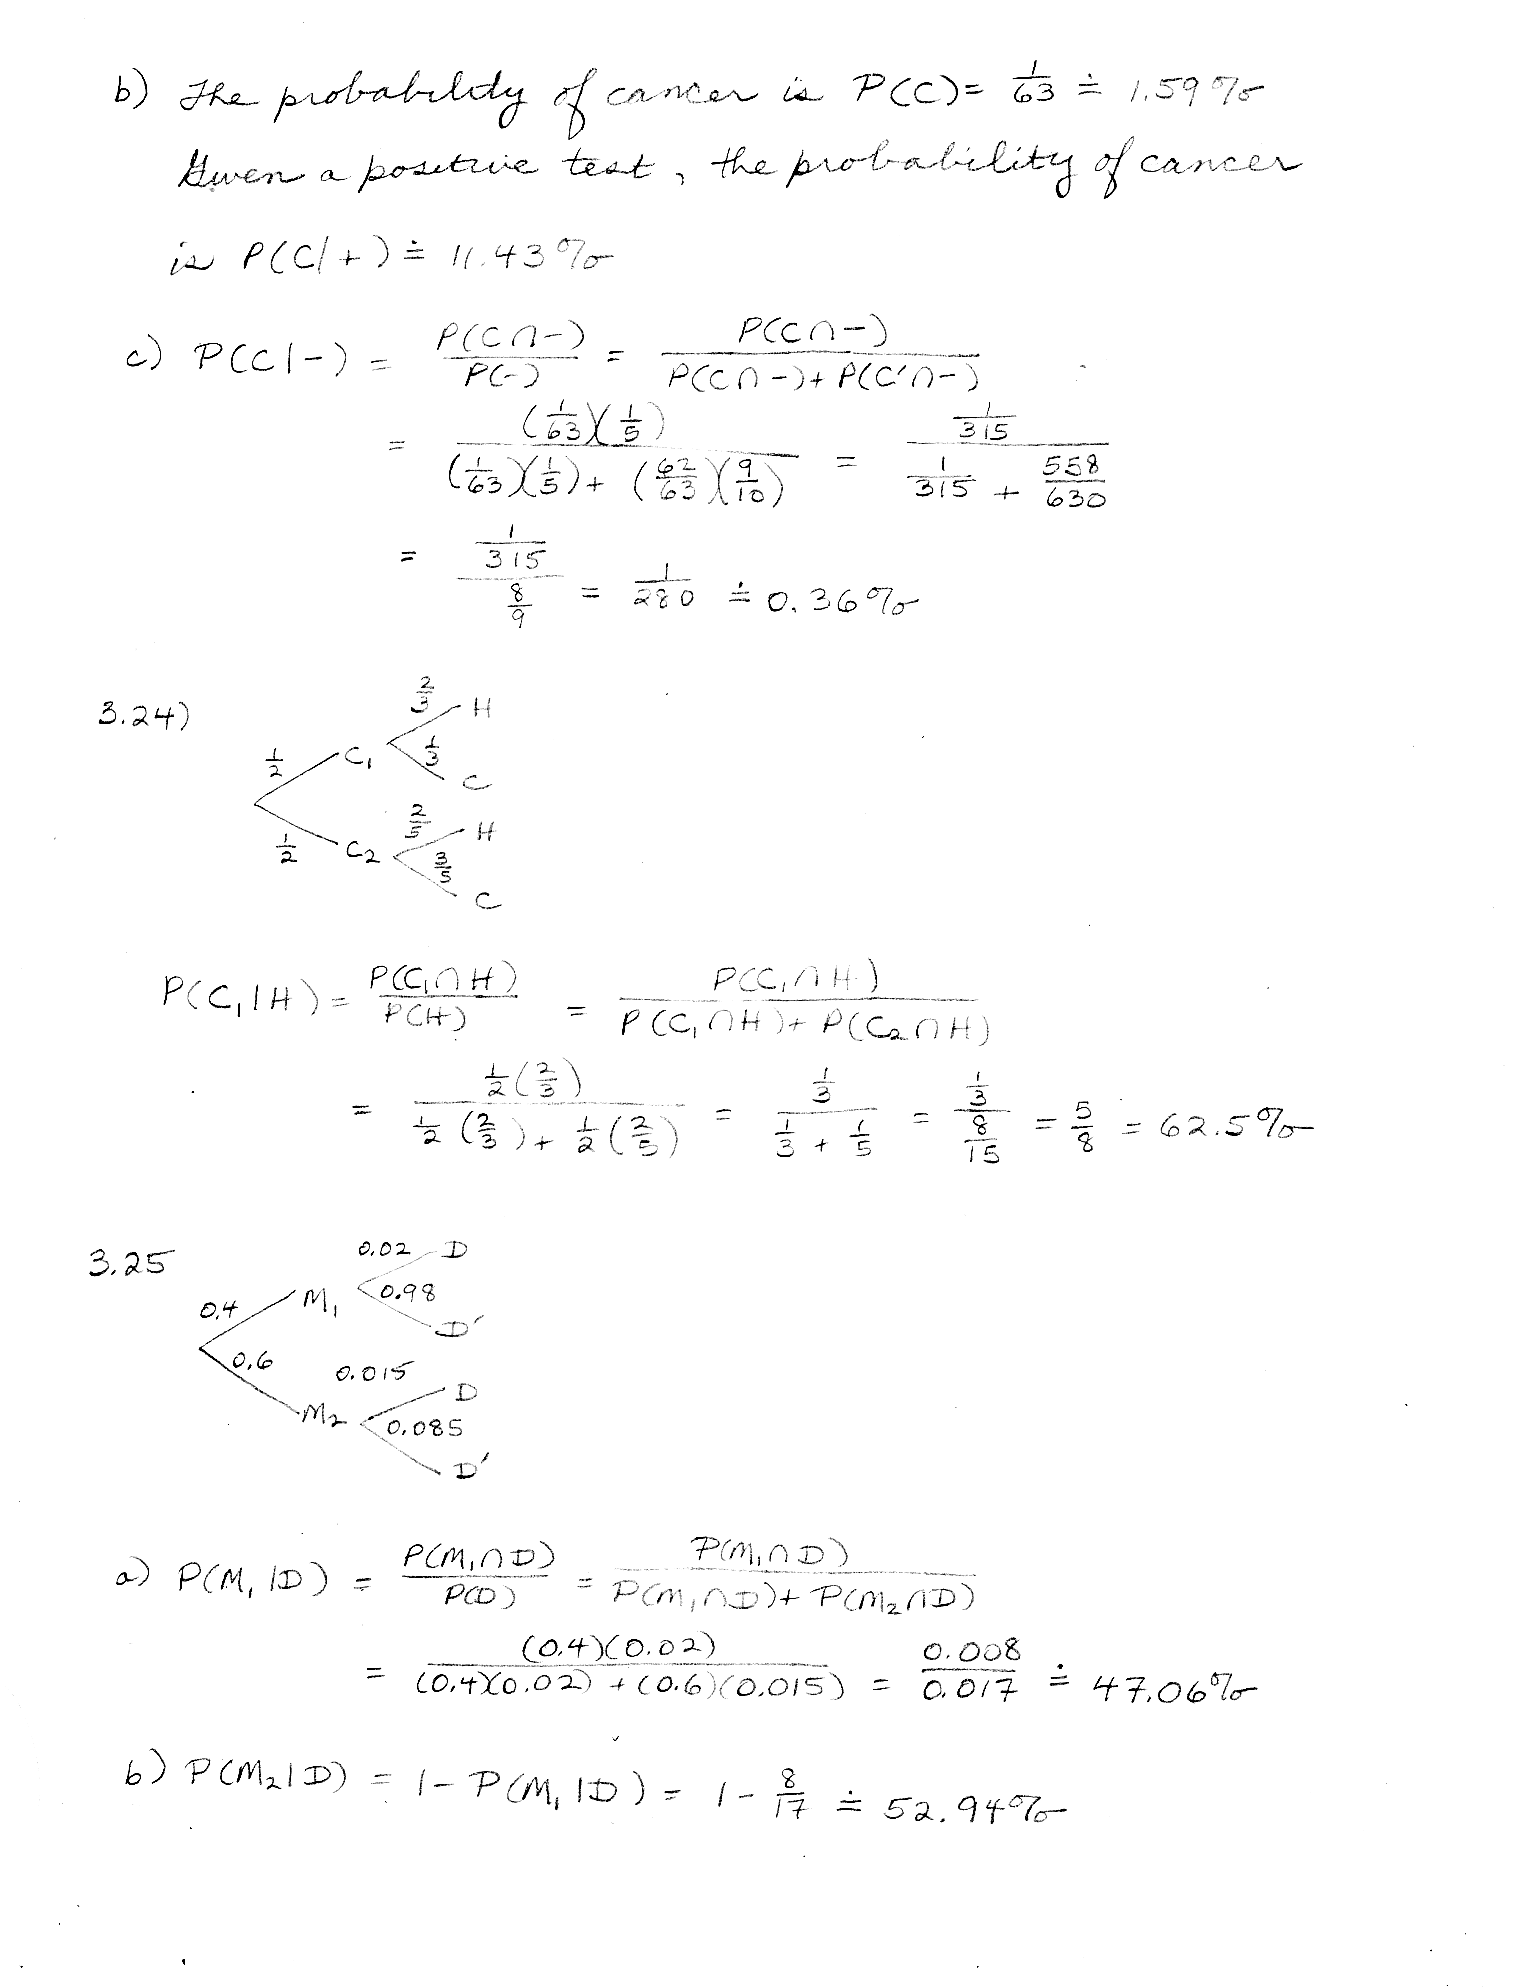 b) The probability of cancer is P(C) = 1/63 ≐ 1.59%
Given a positive test, the probability of cancer
is P(C|+) ≐ 11.43%
c) P(C|-) = P(C∩-)/P(-) = P(C∩-)/(P(C∩-)+P(C'∩-))
= (1/63)(1/5)/((1/63)(1/5)+(62/63)(9/10)) = (1/315)/(1/315 + 558/630)
= (1/315)/(8/9) = 1/280 ≐ 0.36%
3.24)
2/3 H
1/2 C₁ 1/3
C
2/5 H
1/2 C₂ 3/5
C
P(C₁|H) = P(C₁∩H)/P(H) = P(C₁∩H)/(P(C₁∩H)+P(C₂∩H))
= 1/2(2/3)/(1/2(2/3)+1/2(2/5)) = (1/3)/(1/3+1/5) = (1/3)/(8/15) = 5/8 = 62.5%
3.25
0.02 D
0.4 M₁ 0.98
D'
0.6 0.015 D
M₂ 0.085
D'
a) P(M₁|D) = P(M₁∩D)/P(D) = P(M₁∩D)/(P(M₁∩D)+P(M₂∩D))
= (0.4)(0.02)/((0.4)(0.02)+(0.6)(0.015)) = 0.008/0.017 ≐ 47.06%
b) P(M₂|D) = 1-P(M₁|D) = 1-8/17 ≐ 52.94%